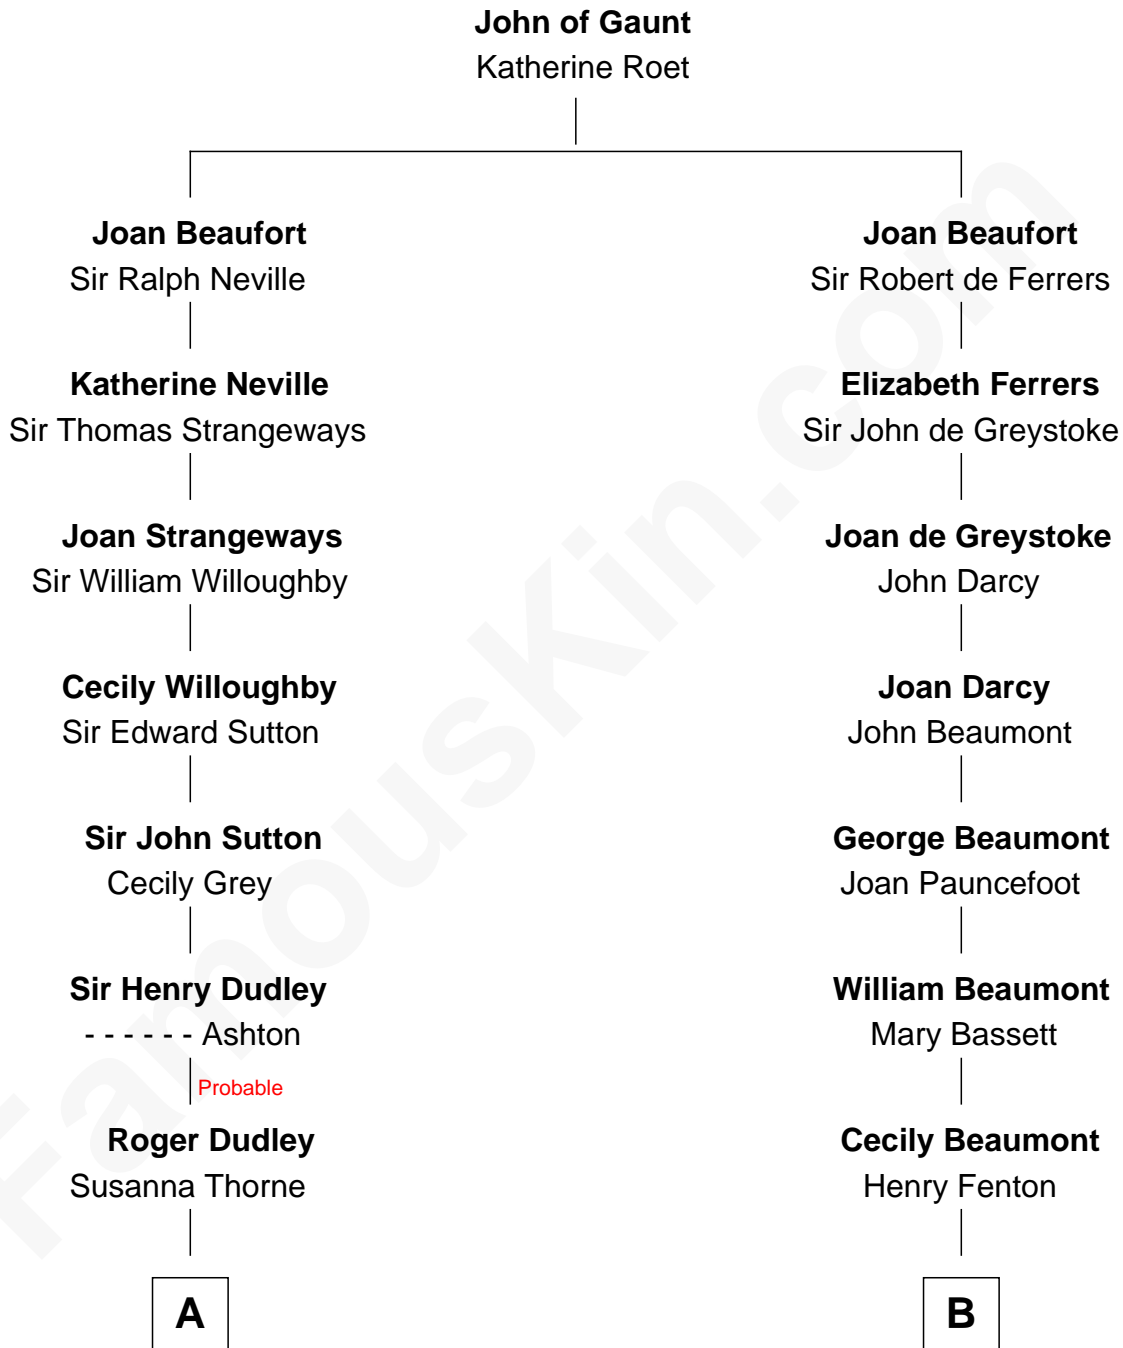 John of Gaunt
Katherine Roet
Joan Beaufort
Sir Ralph Neville
Joan Beaufort
Sir Robert de Ferrers
Katherine Neville
Sir Thomas Strangeways
Elizabeth Ferrers
Sir John de Greystoke
Joan Strangeways
Sir William Willoughby
Joan de Greystoke
John Darcy
Cecily Willoughby
Sir Edward Sutton
Joan Darcy
John Beaumont
Sir John Sutton
Cecily Grey
George Beaumont
Joan Pauncefoot
Sir Henry Dudley
- - - - - - Ashton
William Beaumont
Mary Bassett
Probable
Roger Dudley
Susanna Thorne
Cecily Beaumont
Henry Fenton
A
B
FamousKin.com